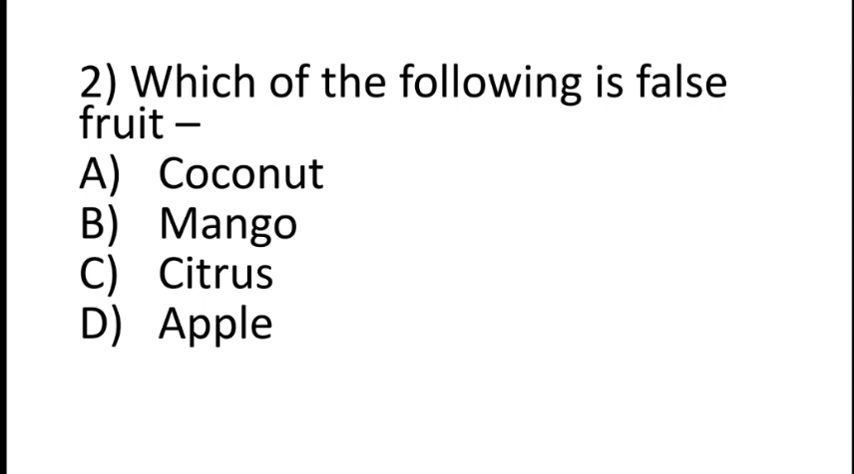 2) Which of the following is false
fruit –
A) Coconut
B) Mango
C) Citrus
D) Apple